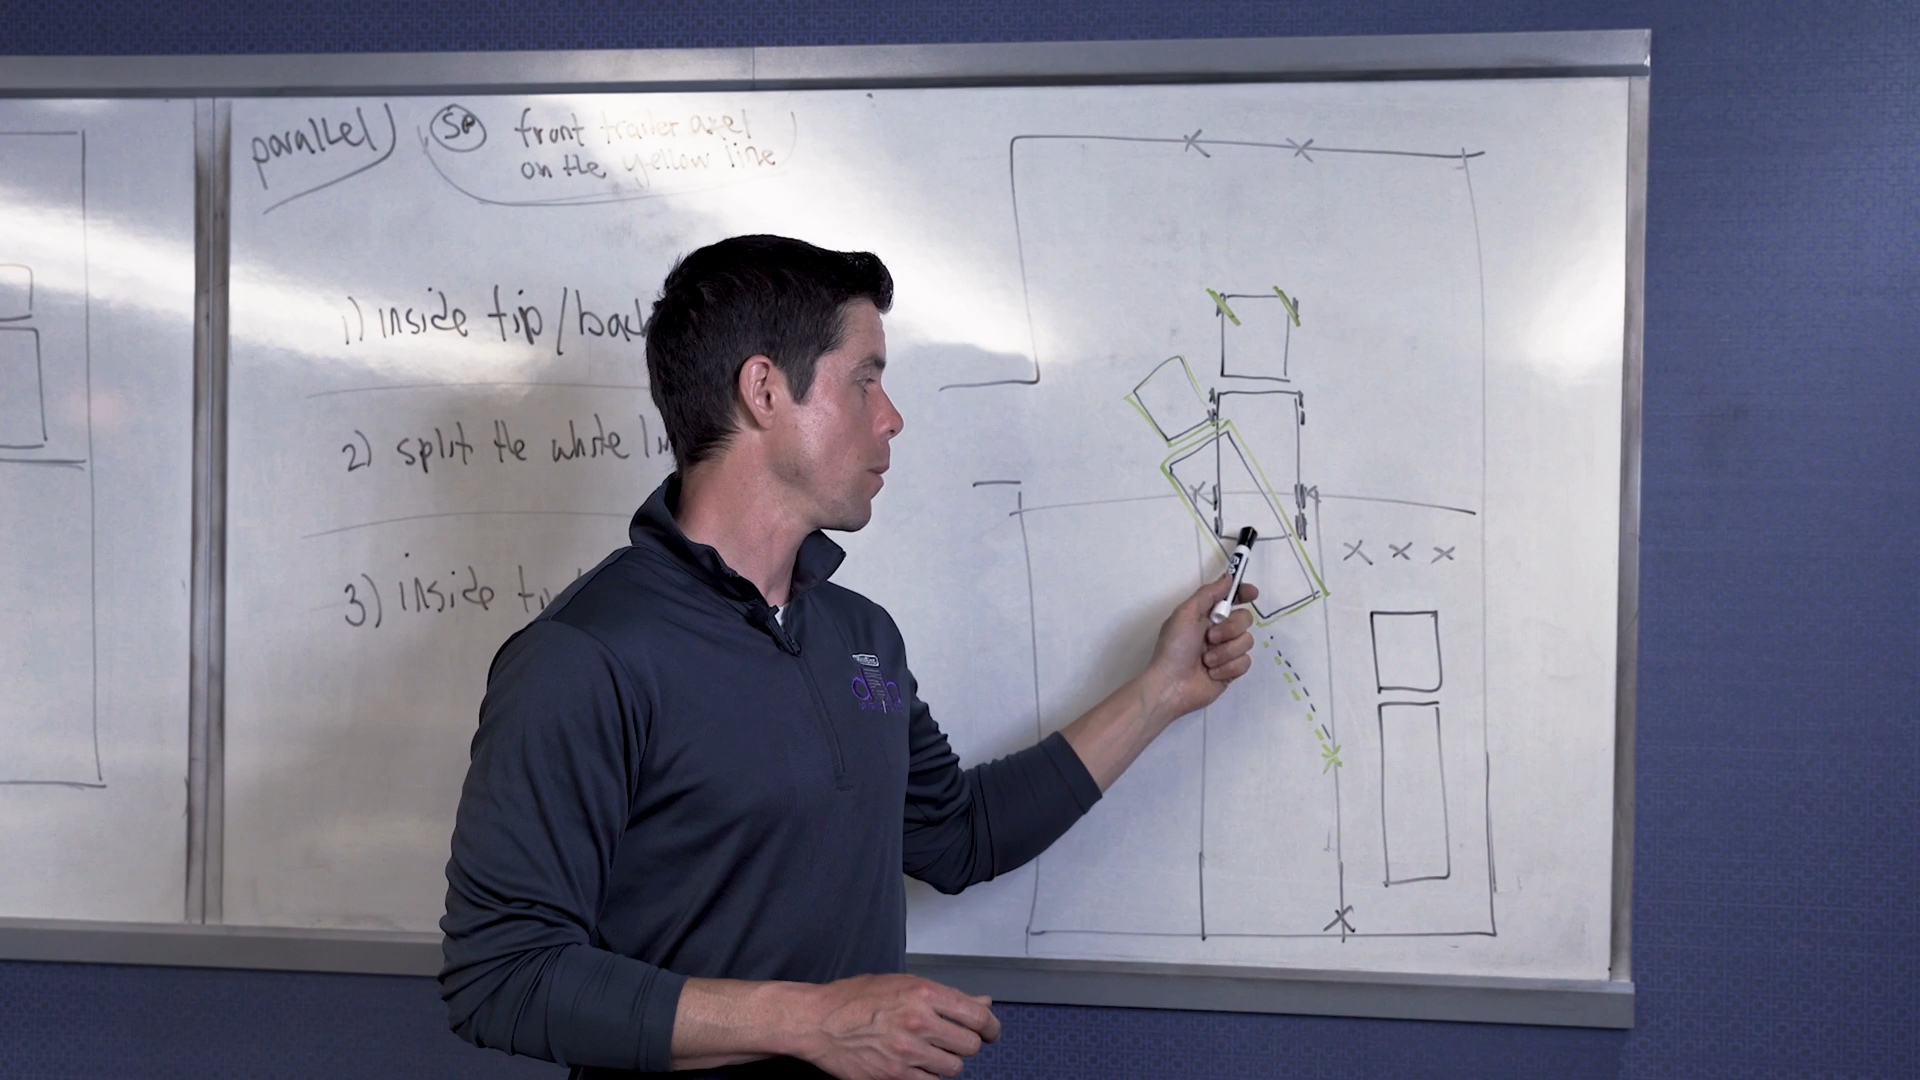 parallel
SP front trailer axel
on the yellow line
1) inside tip/back
2) split the white
3) inside